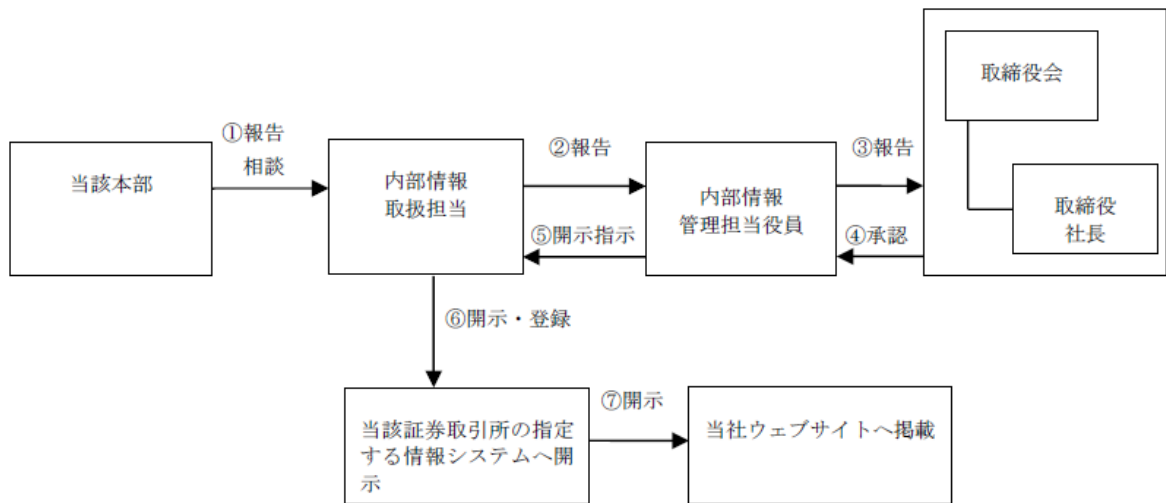 取締役会
①報告
相談
②報告
③報告
当該本部
内部情報
取扱担当
内部情報
管理担当役員
取締役
社長
⑤開示指示
④承認
⑥開示・登録
⑦開示
当該証券取引所の指定
する情報システムへ開
示
当社ウェブサイトへ掲載